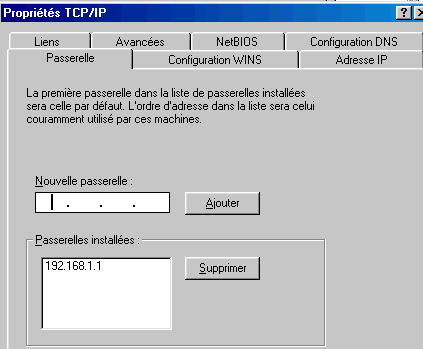 Propriétés TCP/IP
Liens Avancées NetBIOS Configuration DNS
Passerelle Configuration WINS Adresse IP
La première passerelle dans la liste de passerelles installées
sera celle par défaut. L'ordre d'adresse dans la liste sera celui
couramment utilisé par ces machines.
Nouvelle passerelle :
. . . Ajouter
Passerelles installées :
192.168.1.1 Supprimer